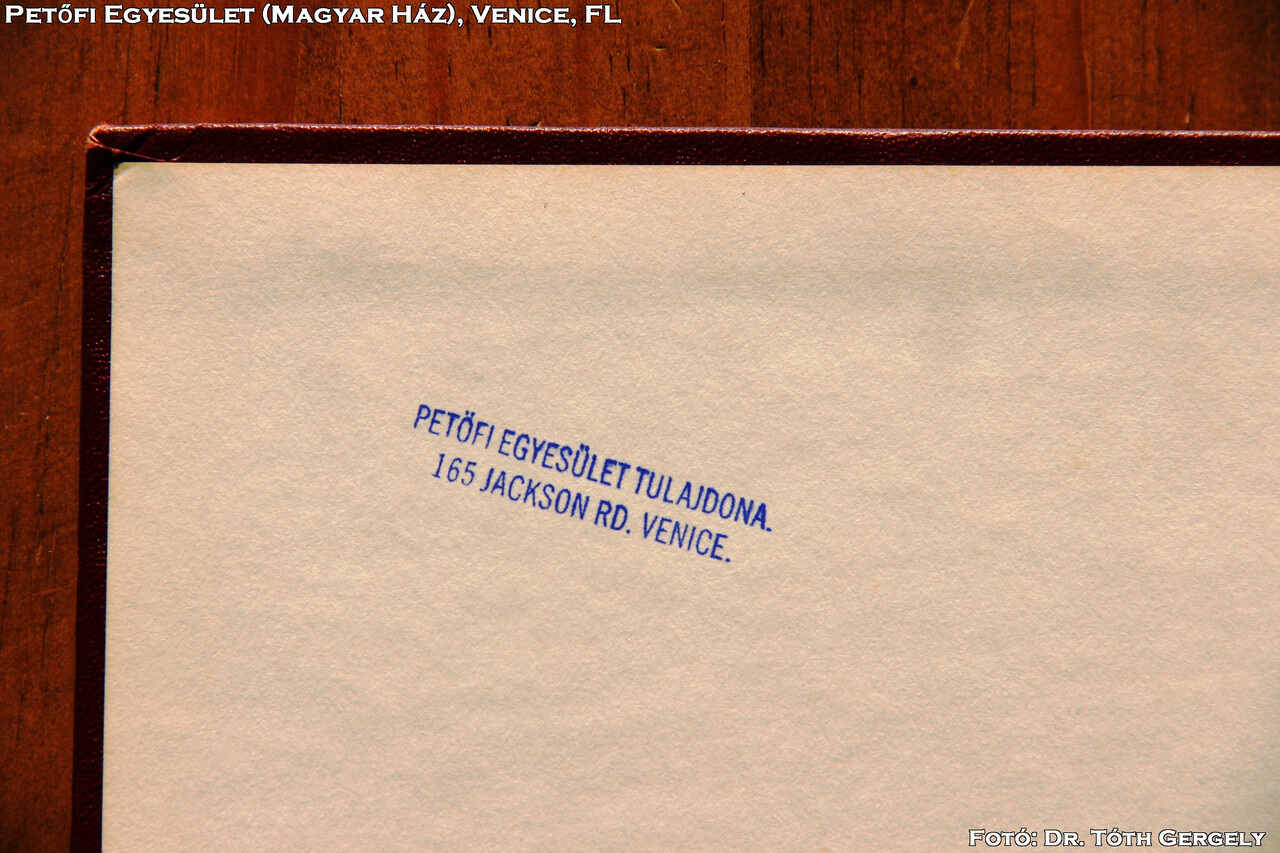 Petőfi Egyesület (Magyar Ház), Venice, FL
PETŐFI EGYESÜLET TULAJDONA.
165 JACKSON RD. VENICE.
Fotó: Dr. Tóth Gergely